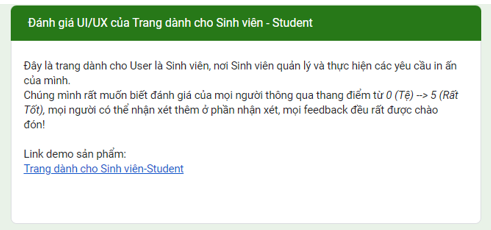 Đánh giá UI/UX của Trang dành cho Sinh viên - Student
Đây là trang dành cho User là Sinh viên, nơi Sinh viên quản lý và thực hiện các yêu cầu in ấn
của mình.
Chúng mình rất muốn biết đánh giá của mọi người thông qua thang điểm từ 0 (Tệ) --> 5 (Rất
Tốt), mọi người có thể nhận xét thêm ở phần nhận xét, mọi feedback đều rất được chào
đón!
Link demo sản phẩm:
Trang dành cho Sinh viên-Student